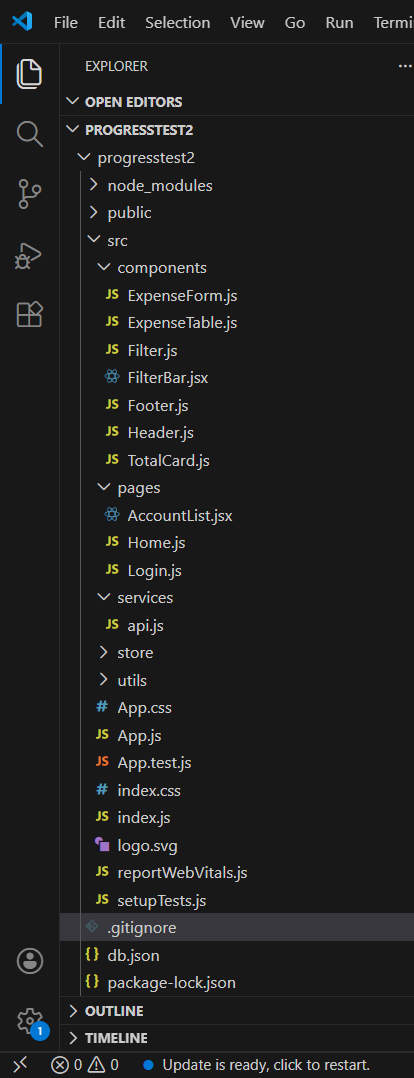 File Edit Selection View Go Run Termi
EXPLORER
OPEN EDITORS
PROGRESSTEST2
progresstest2
node_modules
public
src
components
JS ExpenseForm.js
JS ExpenseTable.js
JS Filter.js
FilterBar.jsx
JS Footer.js
JS Header.js
JS TotalCard.js
pages
AccountList.jsx
JS Home.js
JS Login.js
services
JS api.js
store
utils
# App.css
JS App.js
JS App.test.js
# index.css
JS index.js
logo.svg
JS reportWebVitals.js
JS setupTests.js
.gitignore
{} db.json
{} package-lock.json
OUTLINE
1
TIMELINE
0 0 Update is ready, click to restart.